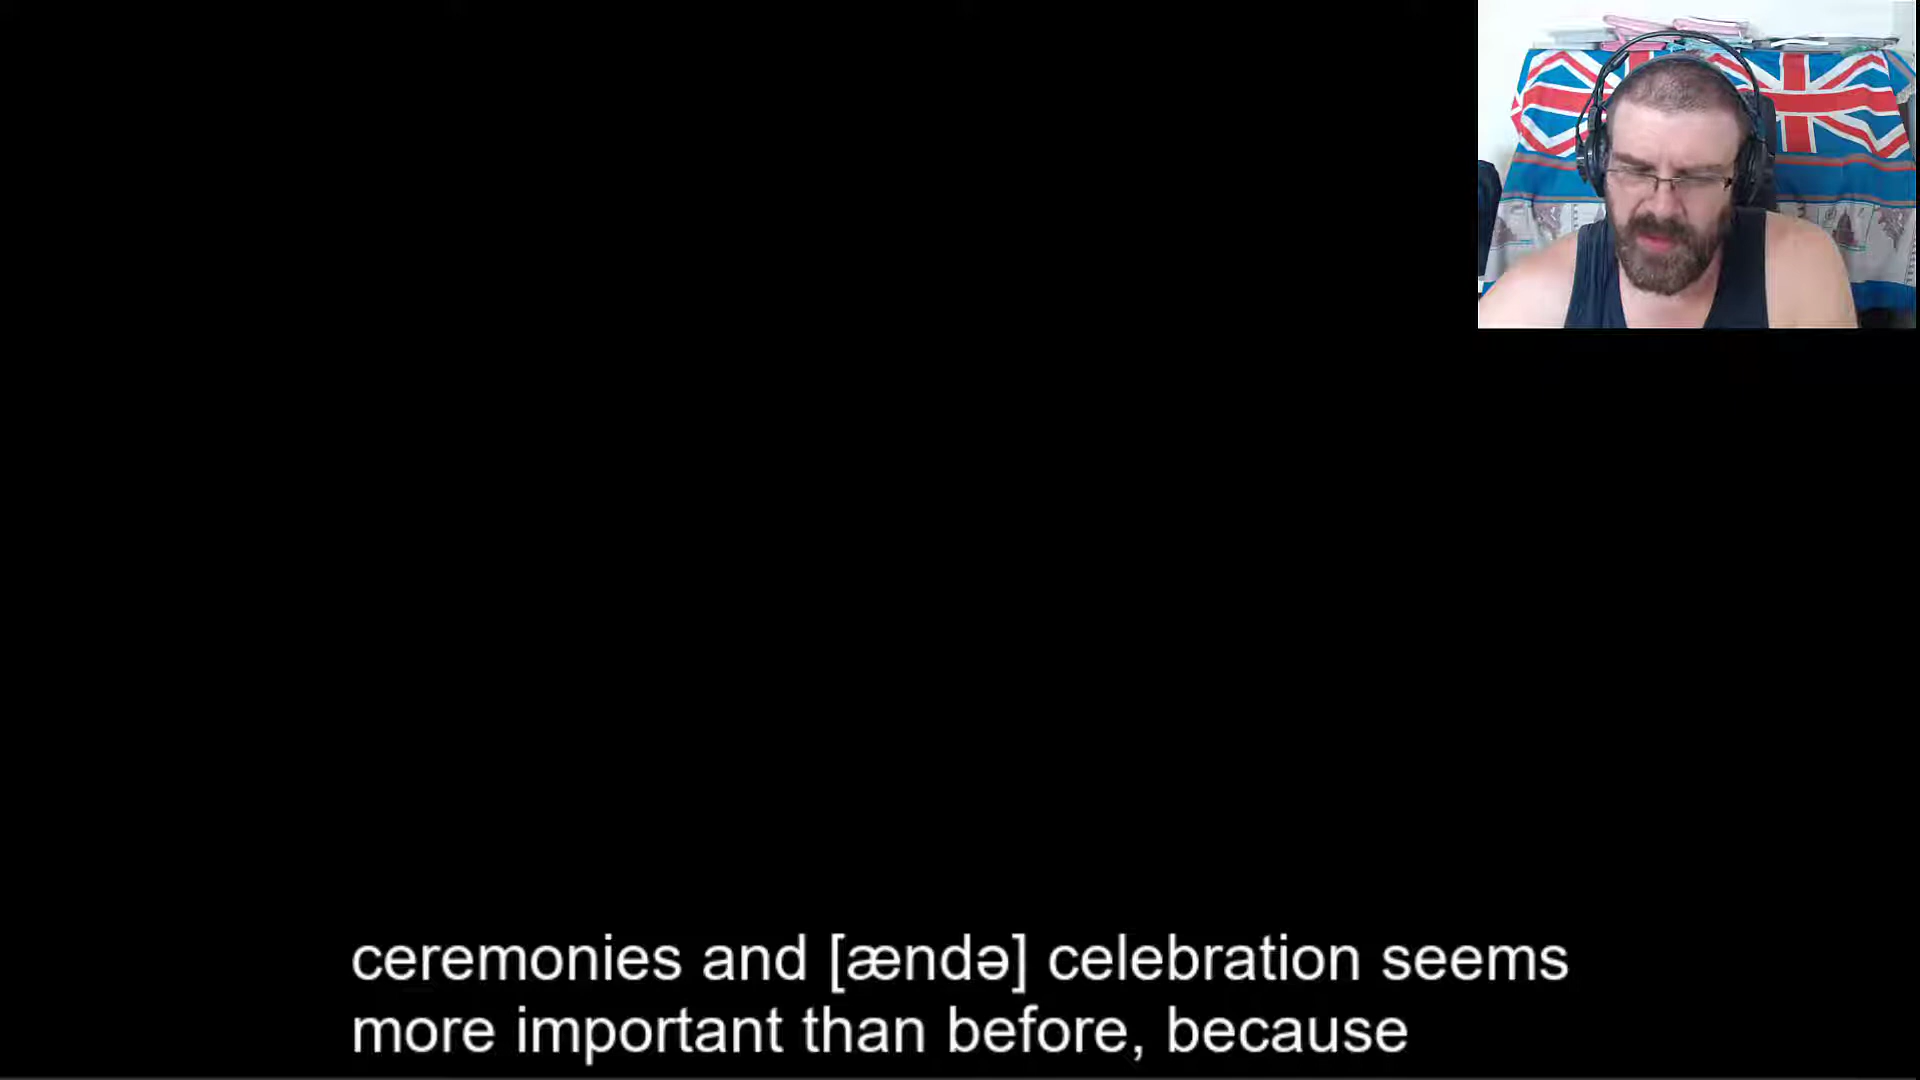 ceremonies and [ændə] celebration seems
more important than before, because